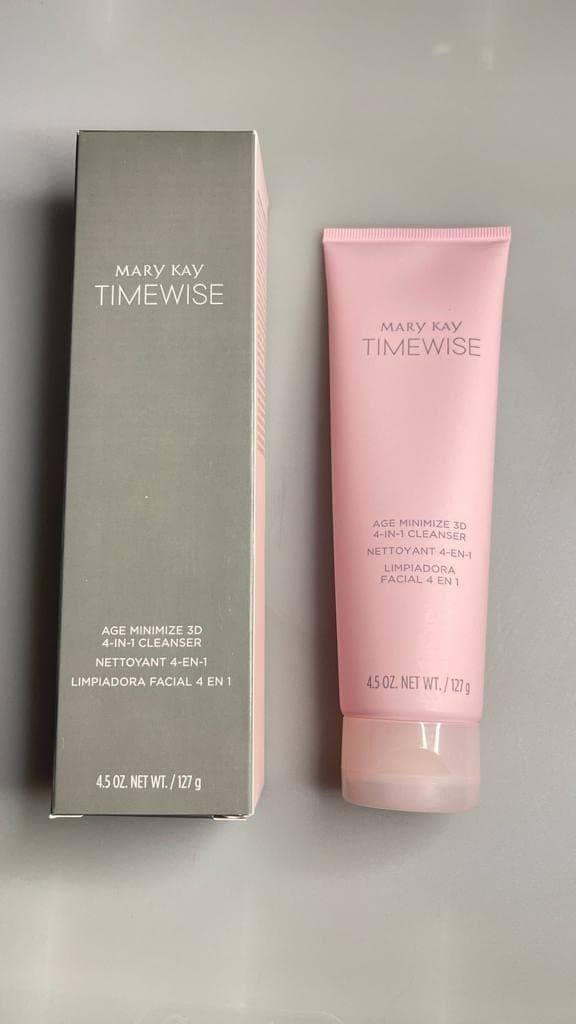 MARY KAY
TIMEWISE
AGE MINIMIZE 3D
4-IN-1 CLEANSER
NETTOYANT 4-EN-1
LIMPIADORA FACIAL 4 EN 1
4.5 OZ. NET WT. / 127 g
MARY KAY
TIMEWISE
AGE MINIMIZE 3D
4-IN-1 CLEANSER
NETTOYANT 4-EN-1
LIMPIADORA
FACIAL 4 EN 1
4.5 OZ. NET WT. / 127 g